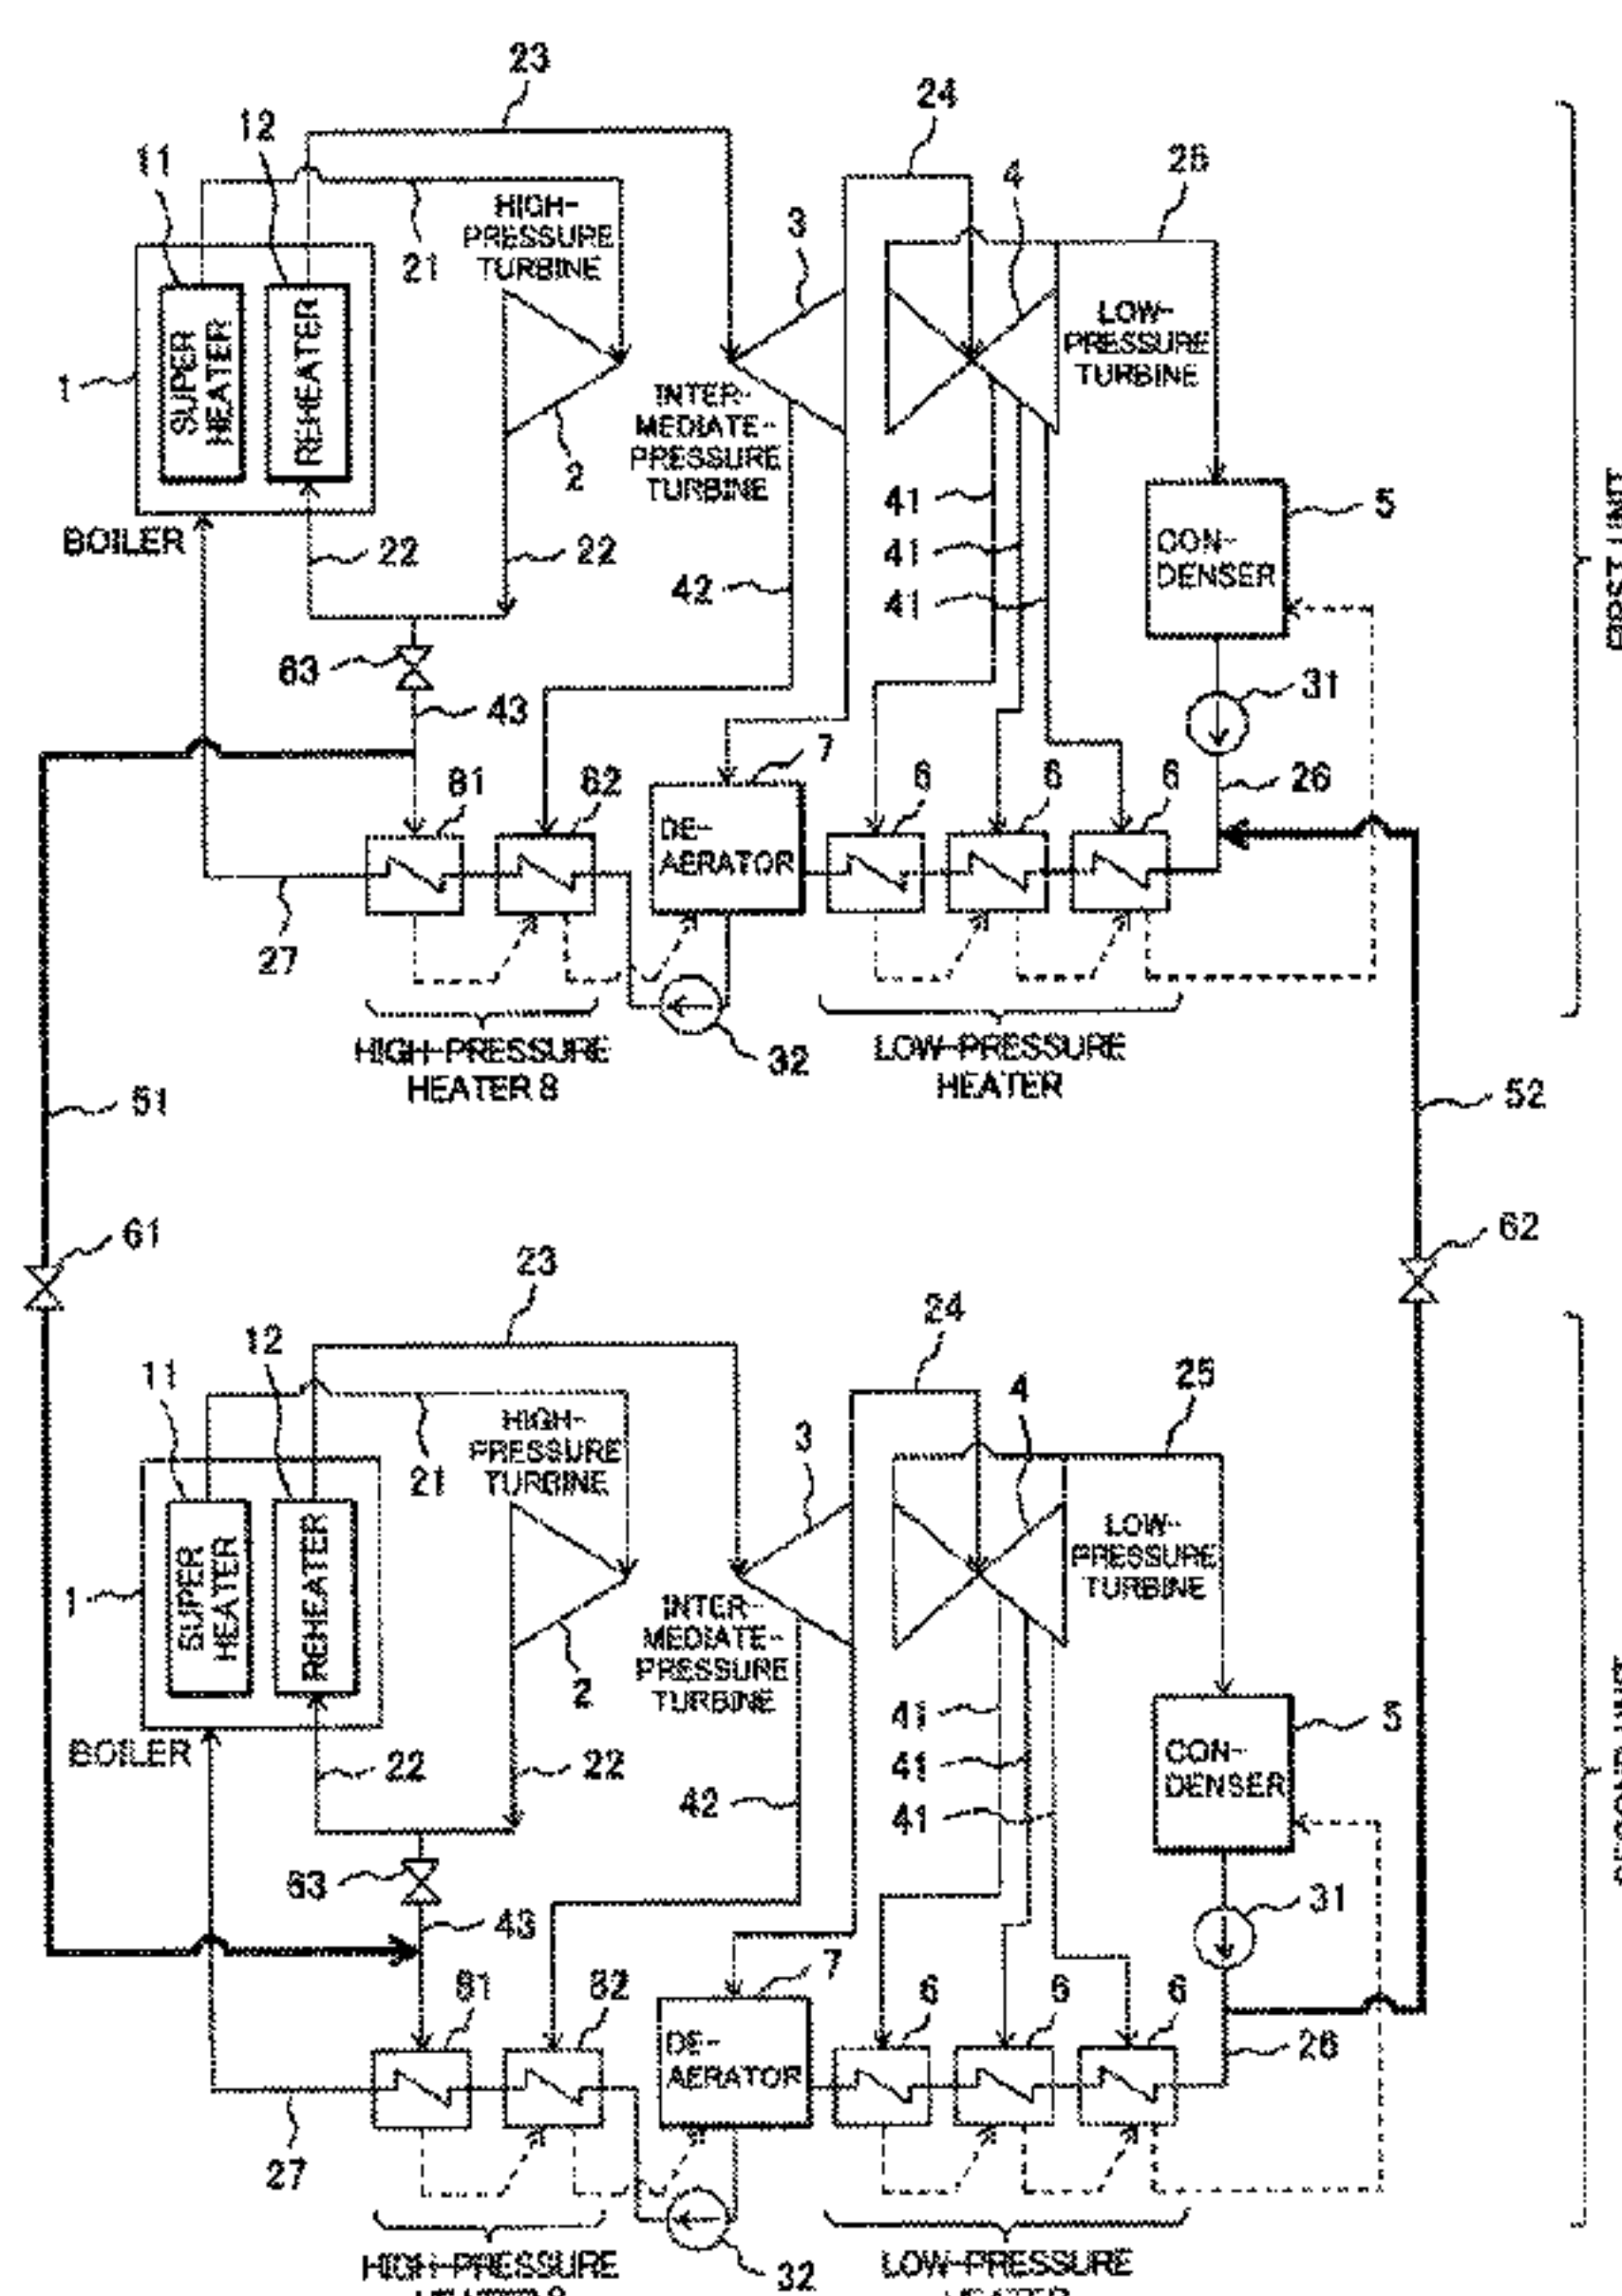 23
24
12
11
25
4
HIGH-
PRESSURE
TURBINE
3
21
SUPER
HEATER
REHEATER
LOW-
PRESSURE
TURBINE
1
INTER-
MEDIATE-
PRESSURE
TURBINE
2
41
5
CON-
DENSER
BOILER
22
22
41
42
41
63
31
43
7
81
82
6
6
6
26
DE-
AERATOR
27
HIGH-PRESSURE
HEATER 8
32
LOW-PRESSURE
HEATER
FIRST UNIT
51
52
61
62
23
24
12
11
25
4
HIGH-
PRESSURE
TURBINE
3
21
SUPER
HEATER
REHEATER
LOW-
PRESSURE
TURBINE
1
INTER-
MEDIATE-
PRESSURE
TURBINE
2
41
5
CON-
DENSER
BOILER
22
22
41
42
41
63
31
43
7
81
82
6
6
6
26
DE-
AERATOR
27
HIGH-PRESSURE
HEATER 8
32
LOW-PRESSURE
HEATER